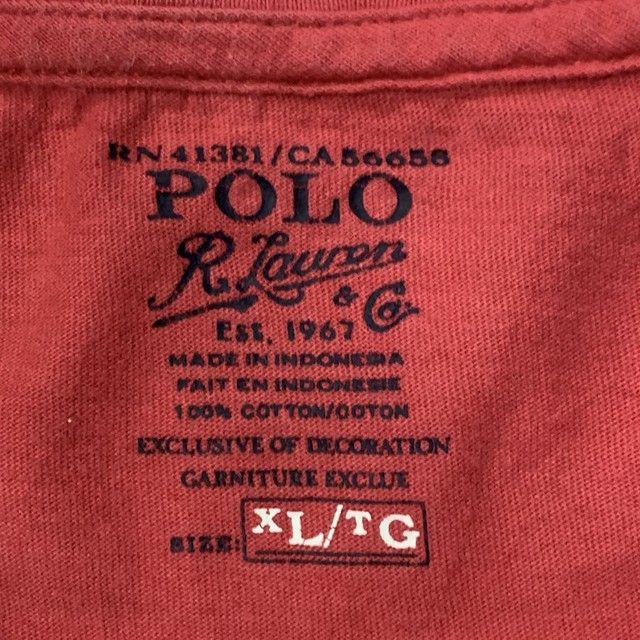 RN 41381/CA 56656
POLO
R. Lauren
& Co
EST. 1967
MADE IN INDONESIA
FAIT EN INDONESIE
100% COTTON/COTON
EXCLUSIVE OF DECORATION
GARNITURE EXCLUE
SIZE: XL/TG